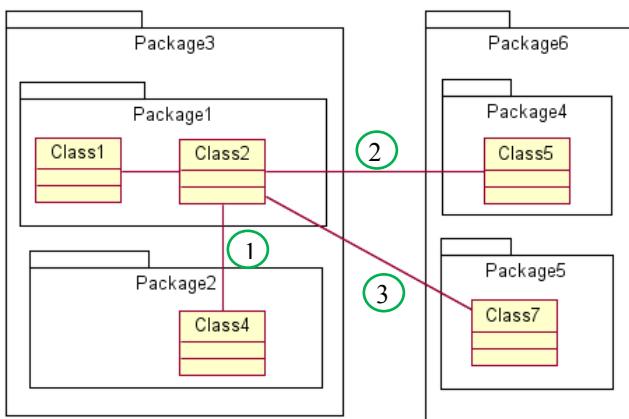 Package3
Package6
Package1
Package4
Class1
Class2
2
Class5
1
Package2
Package5
3
Class4
Class7